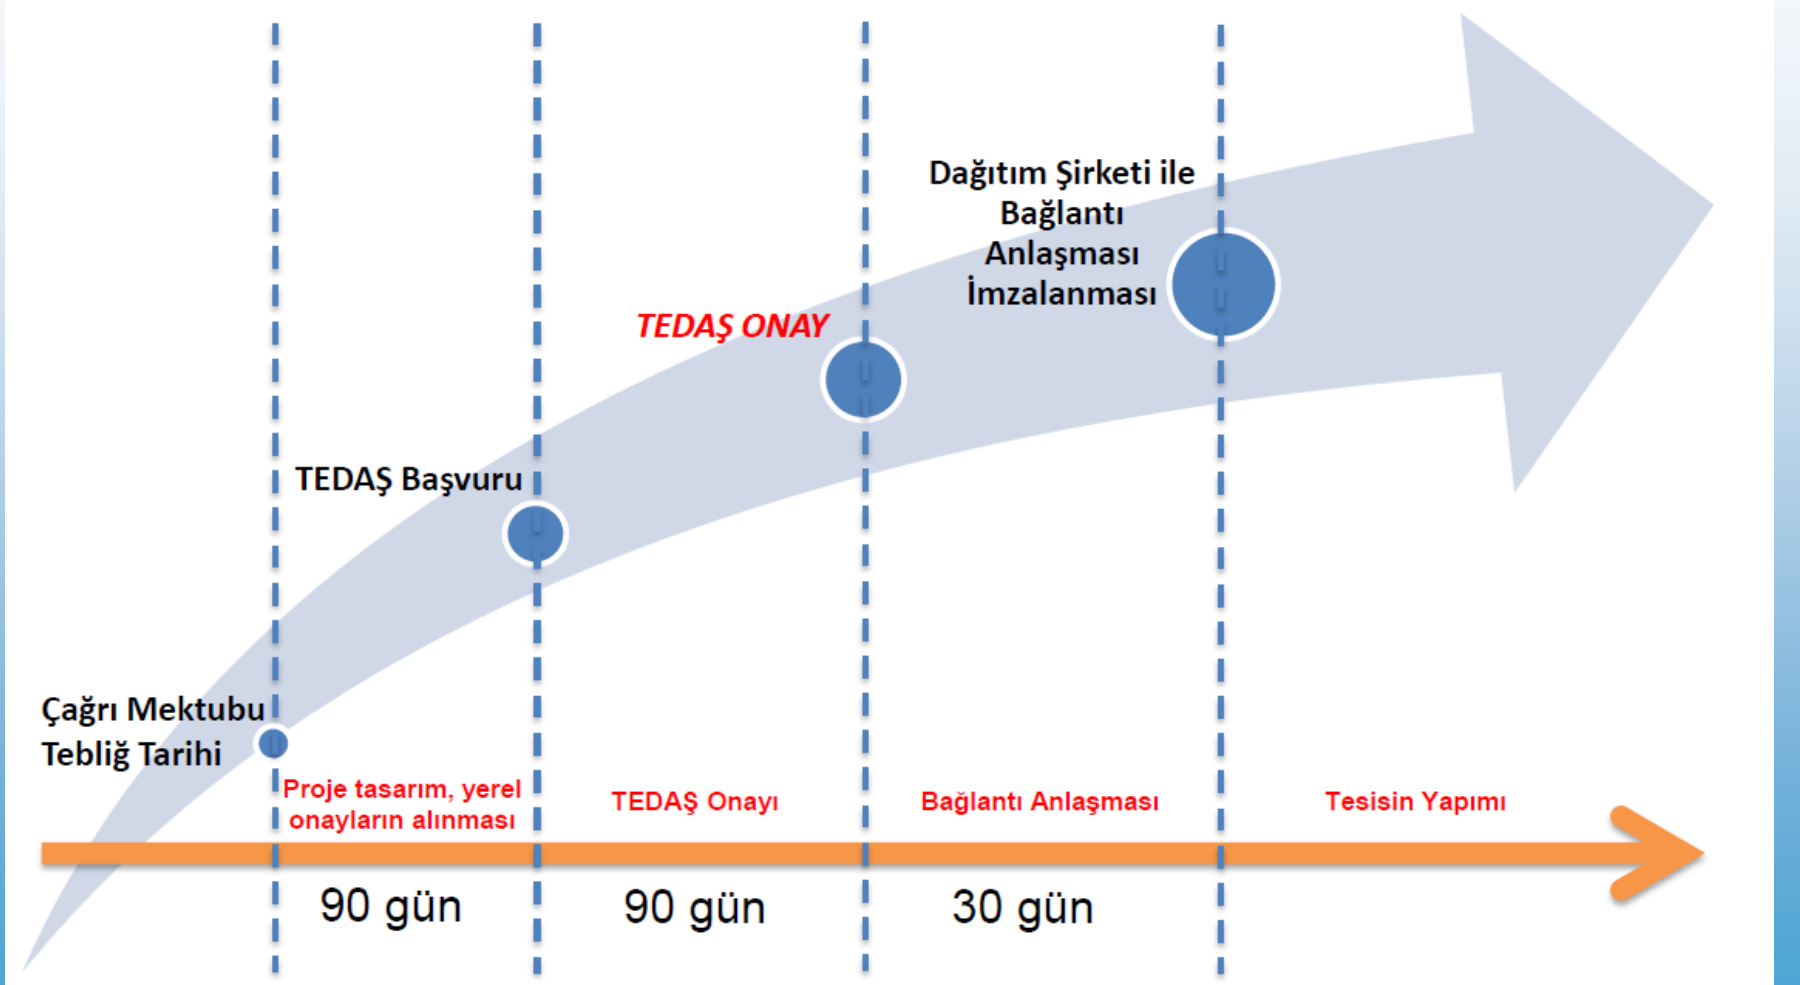 Dağıtım Şirketi ile
Bağlantı
Anlaşması
İmzalanması
TEDAŞ ONAY
TEDAŞ Başvuru
Çağrı Mektubu
Tebliğ Tarihi
Proje tasarım, yerel
onayların alınması
TEDAŞ Onayı
Bağlantı Anlaşması
Tesisin Yapımı
90 gün
90 gün
30 gün